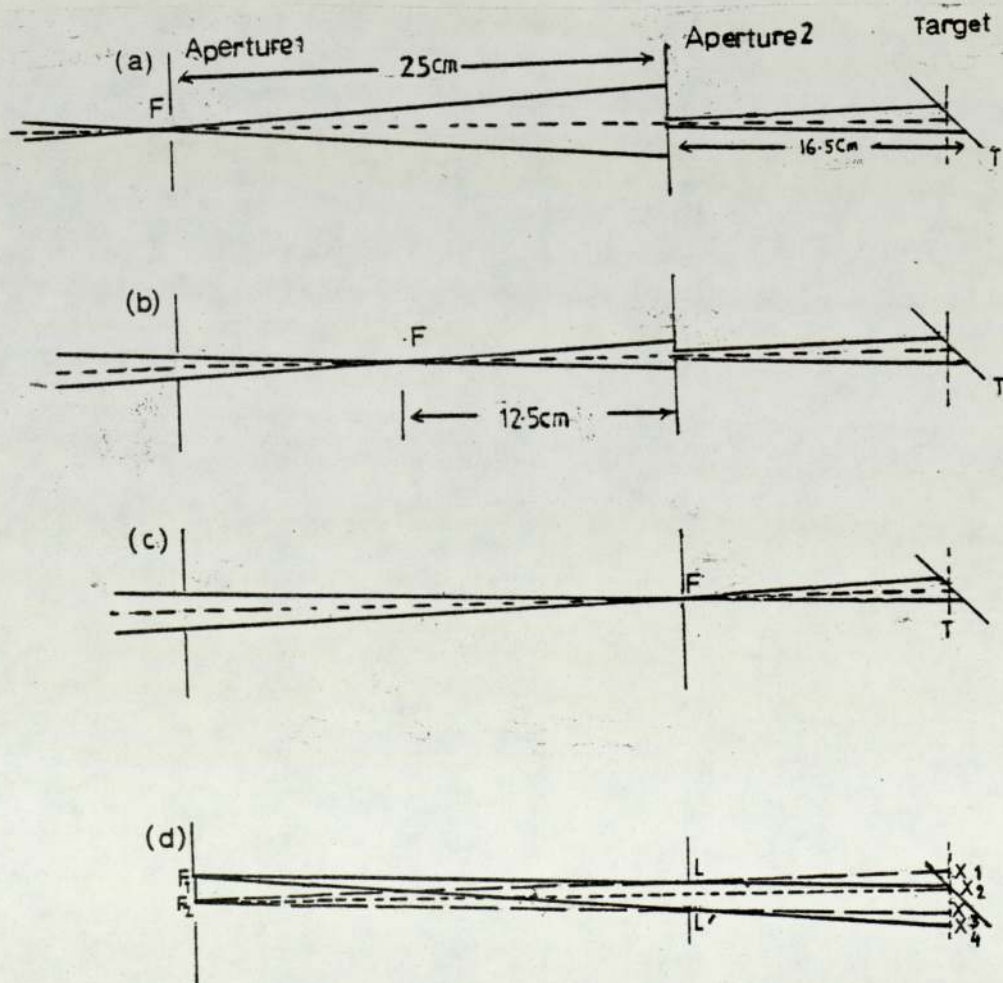 (a) Aperture1 Aperture2 Target
25cm
F
16.5cm
T
(b)
F
12.5cm
T
(c)
F
T
(d)
F1 L X1
X2
F2 L' X3
X4